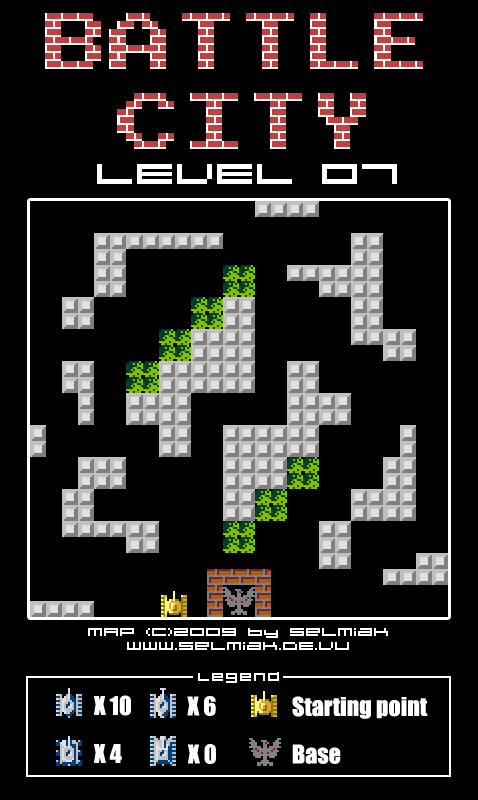 BATTLE
CITY
LEVEL 07
MAP (C)2009 by SELMIAK
WWW.SELMIAK.DE.VU
Legend
X 10 X 6 Starting point
X 4 X 0 Base